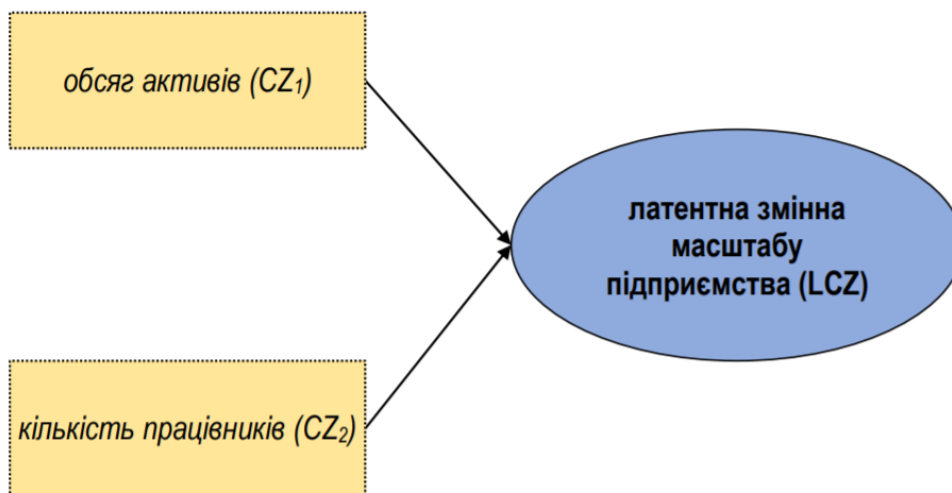 обсяг активів (CZ₁)
латентна змінна
масштабу
підприємства (LCZ)
кількість працівників (CZ₂)